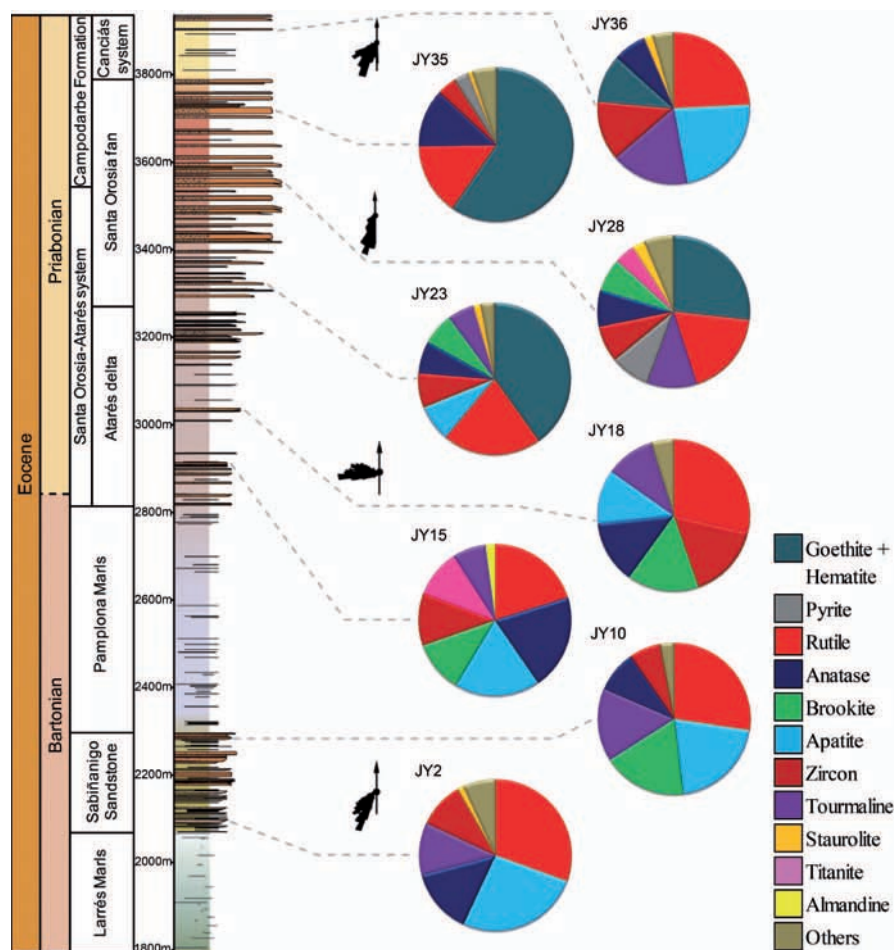 Eocene
Priabonian
Bartonian
Campodarbe Formation
Santa Orosia-Atarés system
Canciás
system
Santa Orosia fan
Atarés delta
Pamplona Marls
Sabiñanigo
Sandstone
Larrés Marls
3800m
3600m
3400m
3200m
3000m
2800m
2600m
2400m
2200m
2000m
1800m
JY36
JY35
JY28
JY23
JY18
JY15
JY10
JY2
Goethite +
Hematite
Pyrite
Rutile
Anatase
Brookite
Apatite
Zircon
Tourmaline
Staurolite
Titanite
Almandine
Others